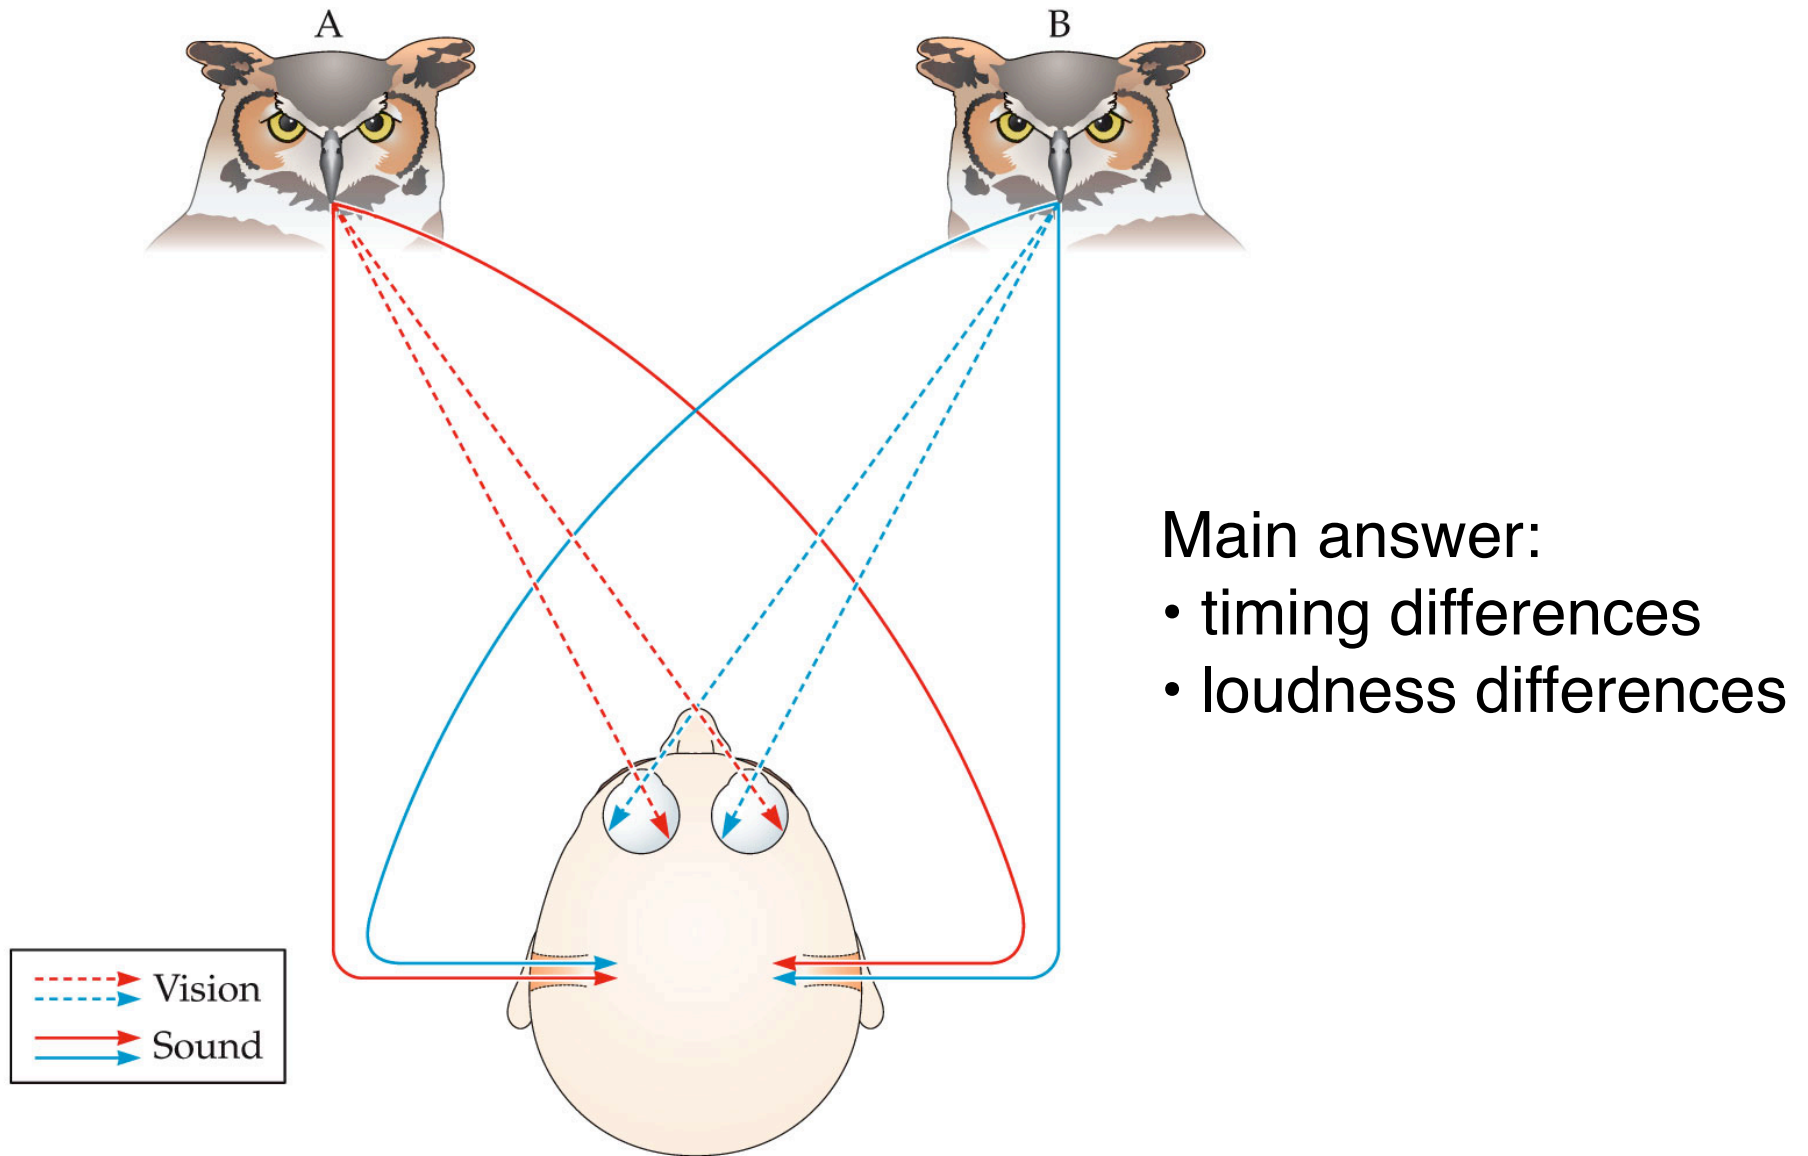 A
B
Main answer:
• timing differences
• loudness differences
Vision
Sound